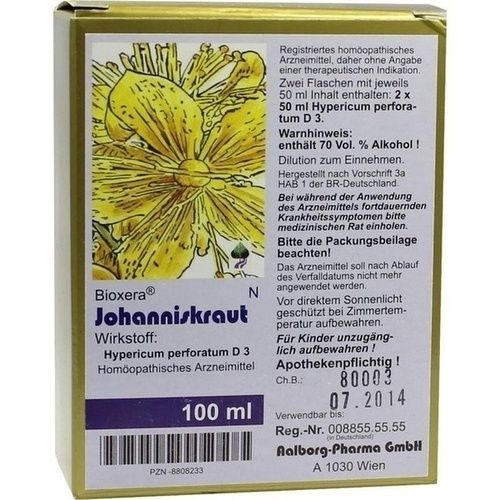 Registriertes homöopathisches
Arzneimittel, daher ohne Angabe
einer therapeutischen Indikation.
Zwei Flaschen mit jeweils
50 ml Inhalt enthalten: 2 x
50 ml Hypericum perfora-
tum D 3.
Warnhinweis:
enthält 70 Vol. % Alkohol !
Dilution zum Einnehmen.
Hergestellt nach Vorschrift 3a
HAB 1 der BR-Deutschland.
Bei während der Anwendung
des Arzneimittels fortdauernden
Krankheitssymptomen bitte
medizinischen Rat einholen.
Bitte die Packungsbeilage
beachten!
Das Arzneimittel soll nach Ablauf
des Verfalldatums nicht mehr
angewendet werden.
Vor direktem Sonnenlicht
geschützt bei Zimmertem-
peratur aufbewahren.
Für Kinder unzugäng-
lich aufbewahren !
Apothekenpflichtig !
Ch.B.: 80003
07.2014
Verwendbar bis:
Reg.-Nr. 008855.55.55
(in Deutschland)
Aalborg-Pharma GmbH
A 1030 Wien
Bioxera® N
Johanniskraut
Wirkstoff:
Hypericum perforatum D 3
Homöopathisches Arzneimittel
100 ml
PZN -8808233